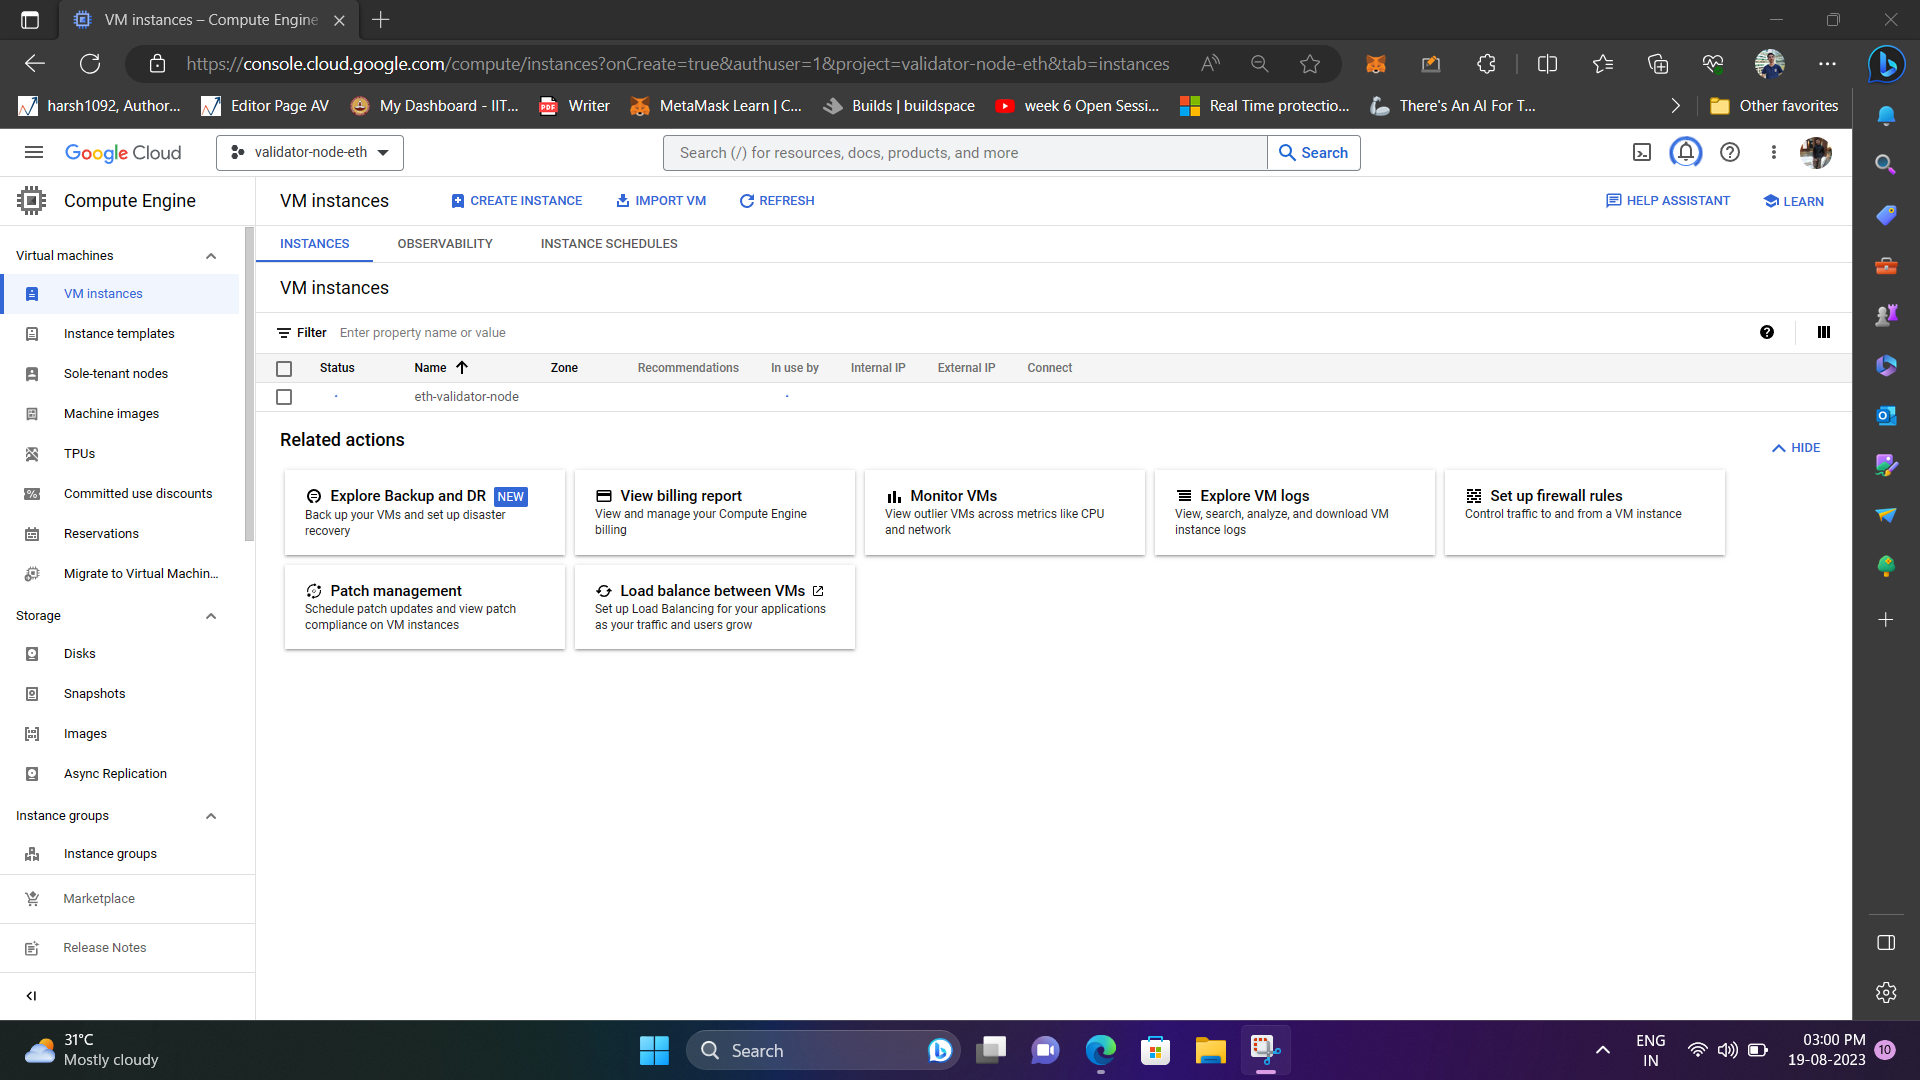 VM instances – Compute Engine
https://console.cloud.google.com/compute/instances?onCreate=true&authuser=1&project=validator-node-eth&tab=instances
harsh1092, Author...
Editor Page AV
My Dashboard - IIT...
Writer
MetaMask Learn | C...
Builds | buildspace
week 6 Open Sessi...
Real Time protectio...
There's An AI For T...
Other favorites
Google Cloud
validator-node-eth
Search (/) for resources, docs, products, and more
Search
Compute Engine
VM instances
CREATE INSTANCE
IMPORT VM
REFRESH
HELP ASSISTANT
LEARN
Virtual machines
VM instances
Instance templates
Sole-tenant nodes
Machine images
TPUs
Committed use discounts
Reservations
Migrate to Virtual Machin...
Storage
Disks
Snapshots
Images
Async Replication
Instance groups
Instance groups
Marketplace
Release Notes
INSTANCES
OBSERVABILITY
INSTANCE SCHEDULES
VM instances
Filter
Enter property name or value
Status
Name
Zone
Recommendations
In use by
Internal IP
External IP
Connect
eth-validator-node
Related actions
HIDE
Explore Backup and DR NEW
Back up your VMs and set up disaster
recovery
View billing report
View and manage your Compute Engine
billing
Monitor VMs
View outlier VMs across metrics like CPU
and network
Explore VM logs
View, search, analyze, and download VM
instance logs
Set up firewall rules
Control traffic to and from a VM instance
Patch management
Schedule patch updates and view patch
compliance on VM instances
Load balance between VMs
Set up Load Balancing for your applications
as your traffic and users grow
31°C
Mostly cloudy
Search
ENG
IN
03:00 PM
19-08-2023
10